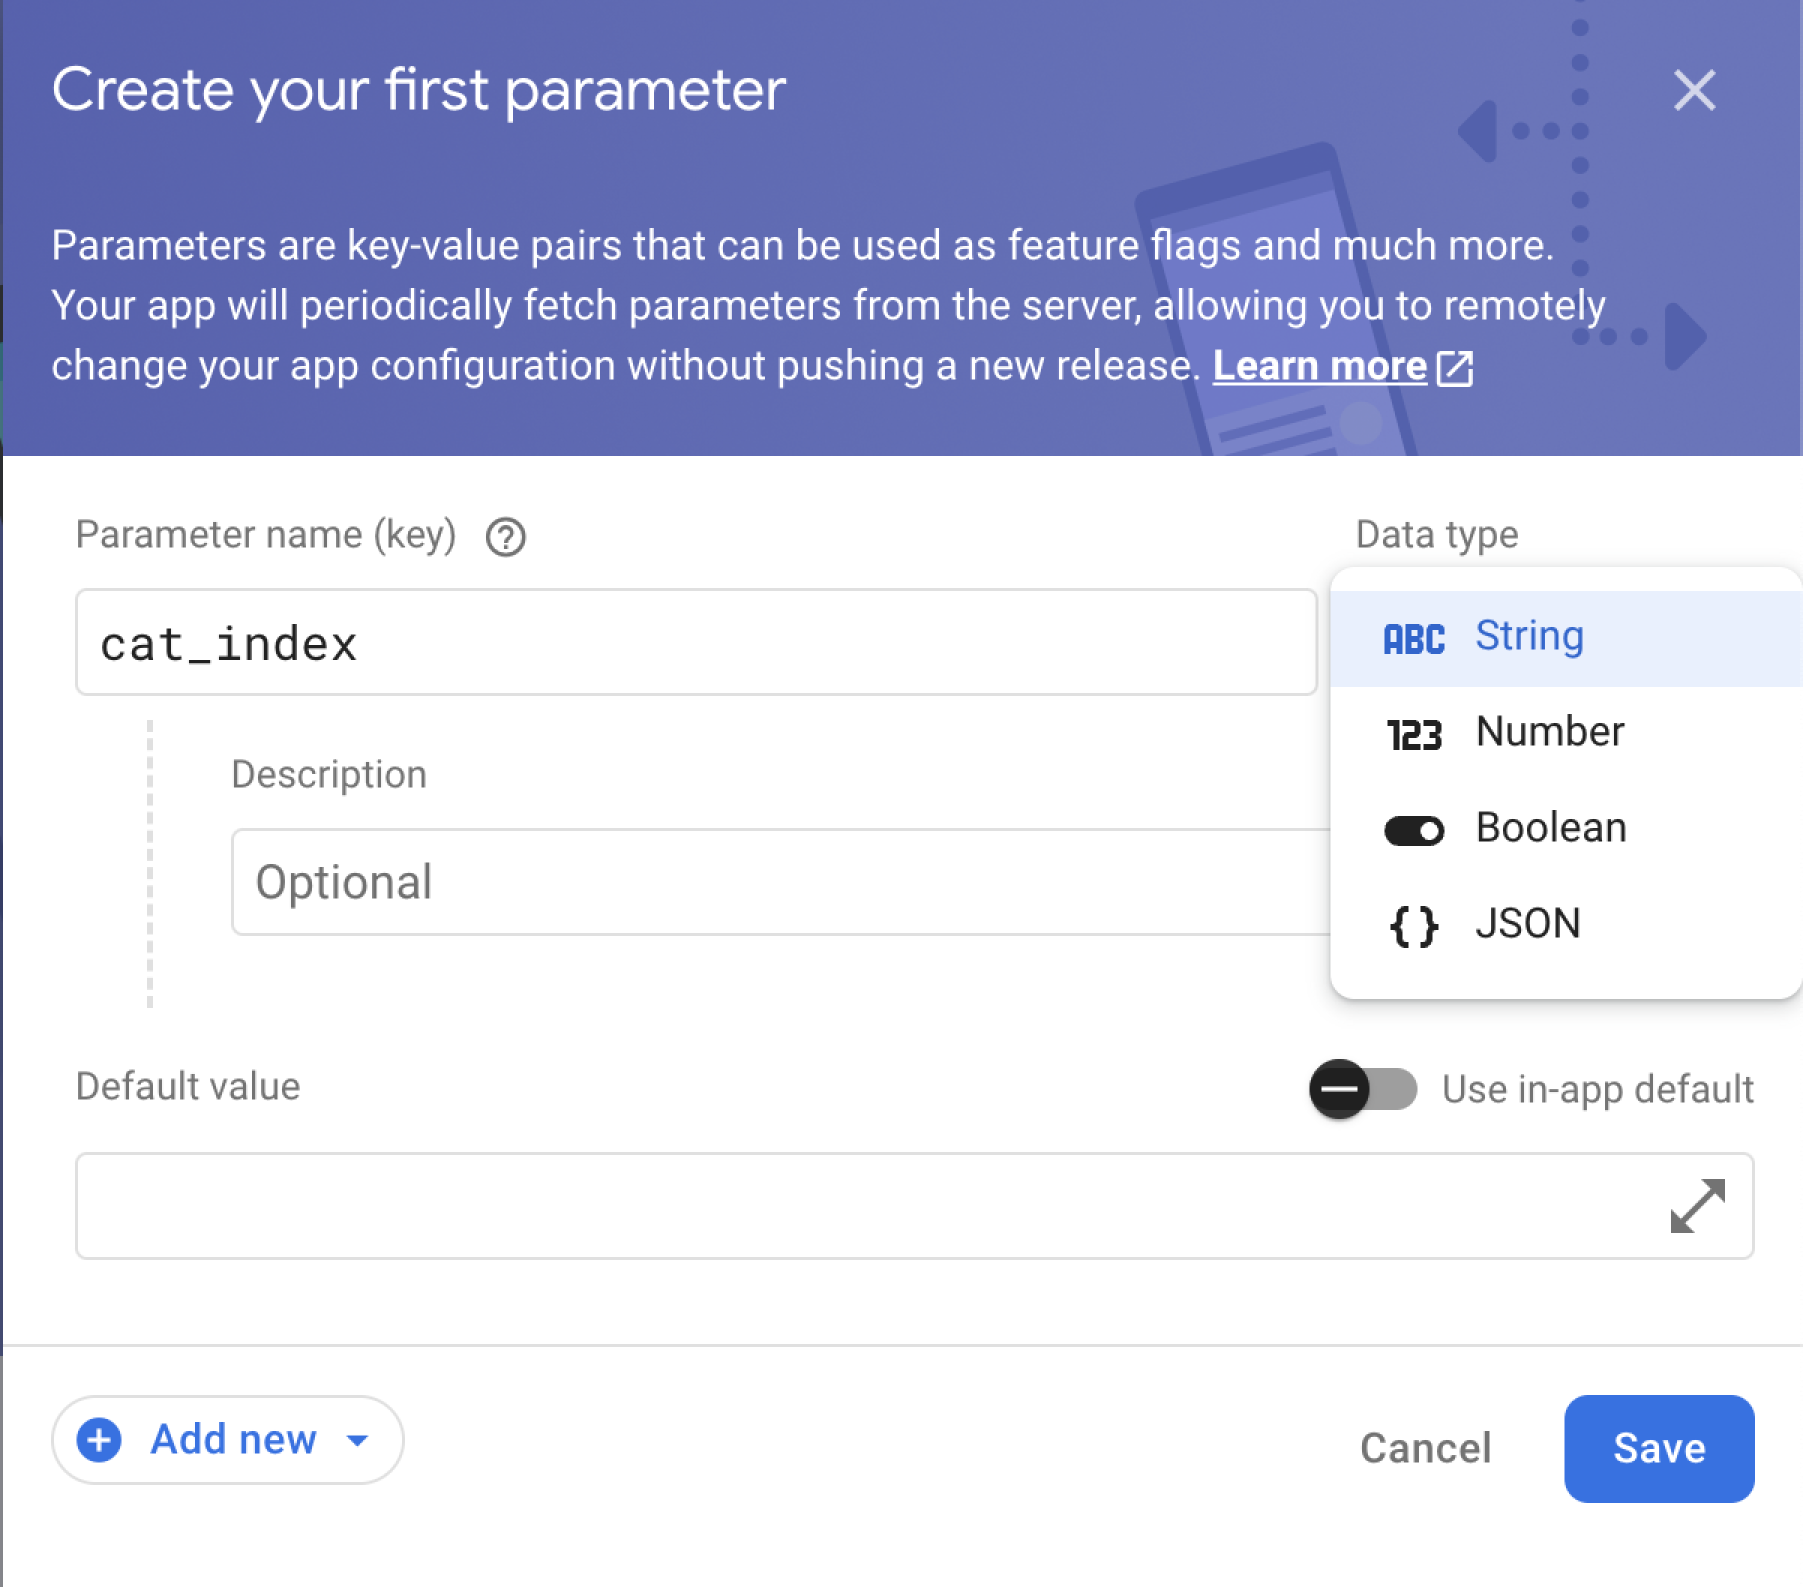 Create your first parameter
Parameters are key-value pairs that can be used as feature flags and much more.
Your app will periodically fetch parameters from the server, allowing you to remotely
change your app configuration without pushing a new release. Learn more
Parameter name (key)
Data type
cat_index
ABC String
123 Number
Boolean
{} JSON
Description
Optional
Default value
Use in-app default
Add new
Cancel
Save